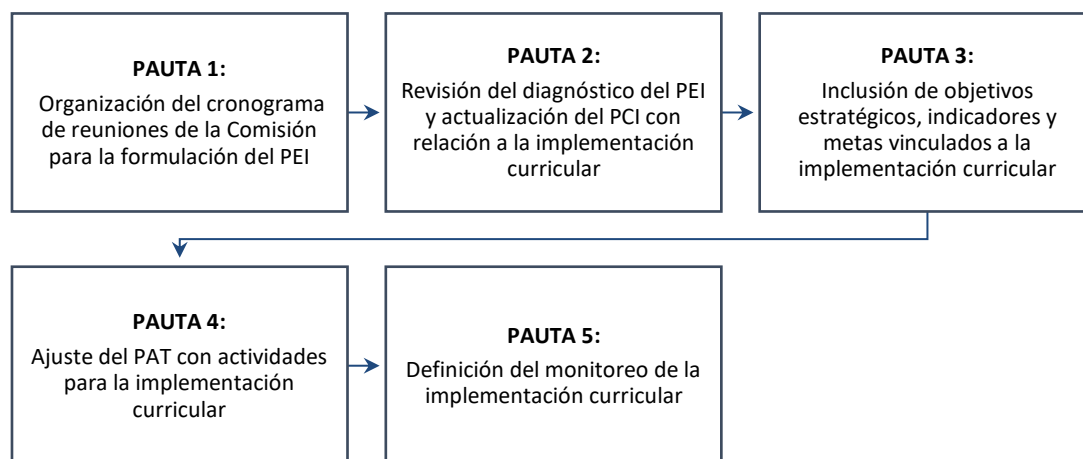 PAUTA 1:
Organización del cronograma
de reuniones de la Comisión
para la formulación del PEI
PAUTA 2:
Revisión del diagnóstico del PEI
y actualización del PCI con
relación a la implementación
curricular
PAUTA 3:
Inclusión de objetivos
estratégicos, indicadores y
metas vinculados a la
implementación curricular
PAUTA 4:
Ajuste del PAT con actividades
para la implementación
curricular
PAUTA 5:
Definición del monitoreo de la
implementación curricular